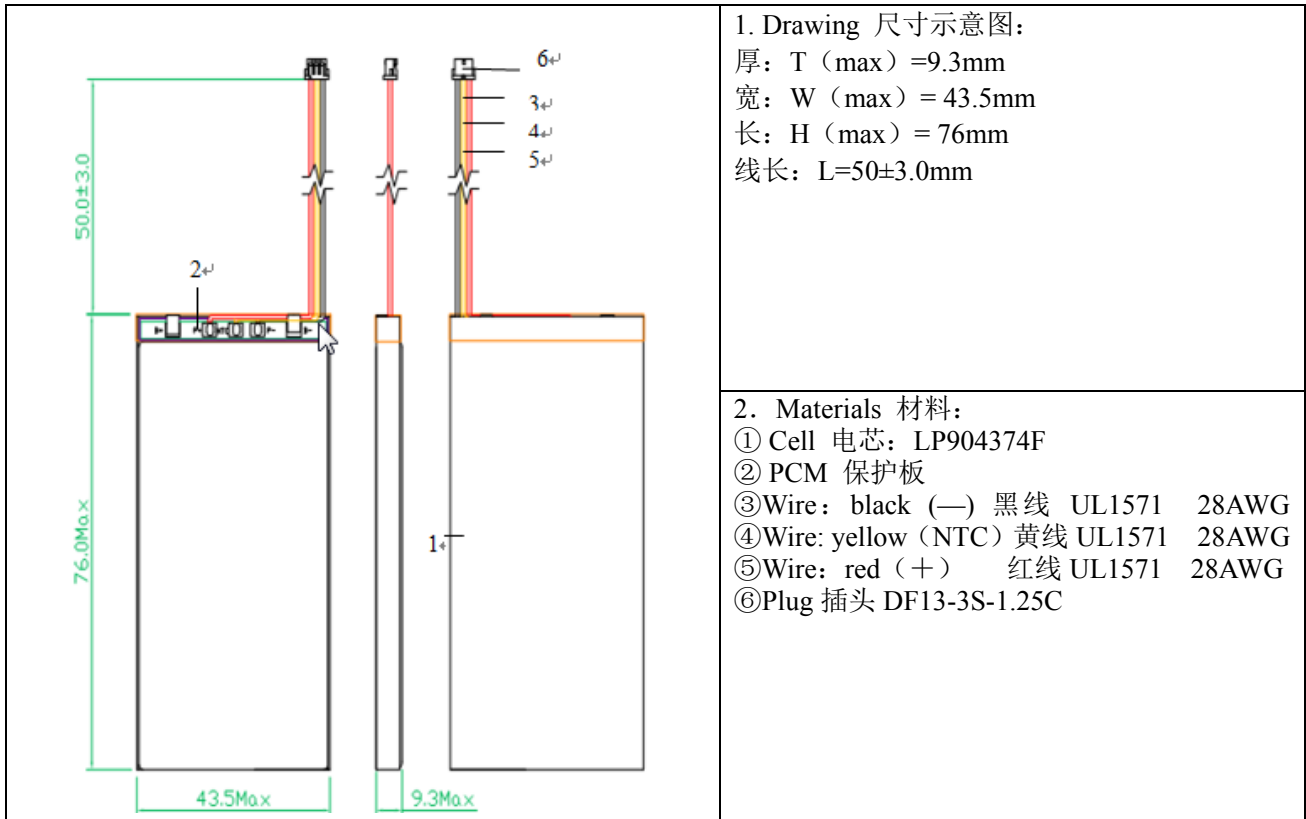 6↵
3↵
4↵
5↵
50.0±3.0
2↵
B+ P+ NTC P- B-
76.0Max
1↵
43.5Max
9.3Max
1. Drawing 尺寸示意图：
厚：T（max）=9.3mm
宽：W（max）= 43.5mm
长：H（max）= 76mm
线长：L=50±3.0mm
2．Materials 材料：
① Cell 电芯：LP904374F
② PCM 保护板
③Wire：black (—) 黑线 UL1571 28AWG
④Wire: yellow（NTC）黄线 UL1571 28AWG
⑤Wire：red（＋） 红线 UL1571 28AWG
⑥Plug 插头 DF13-3S-1.25C